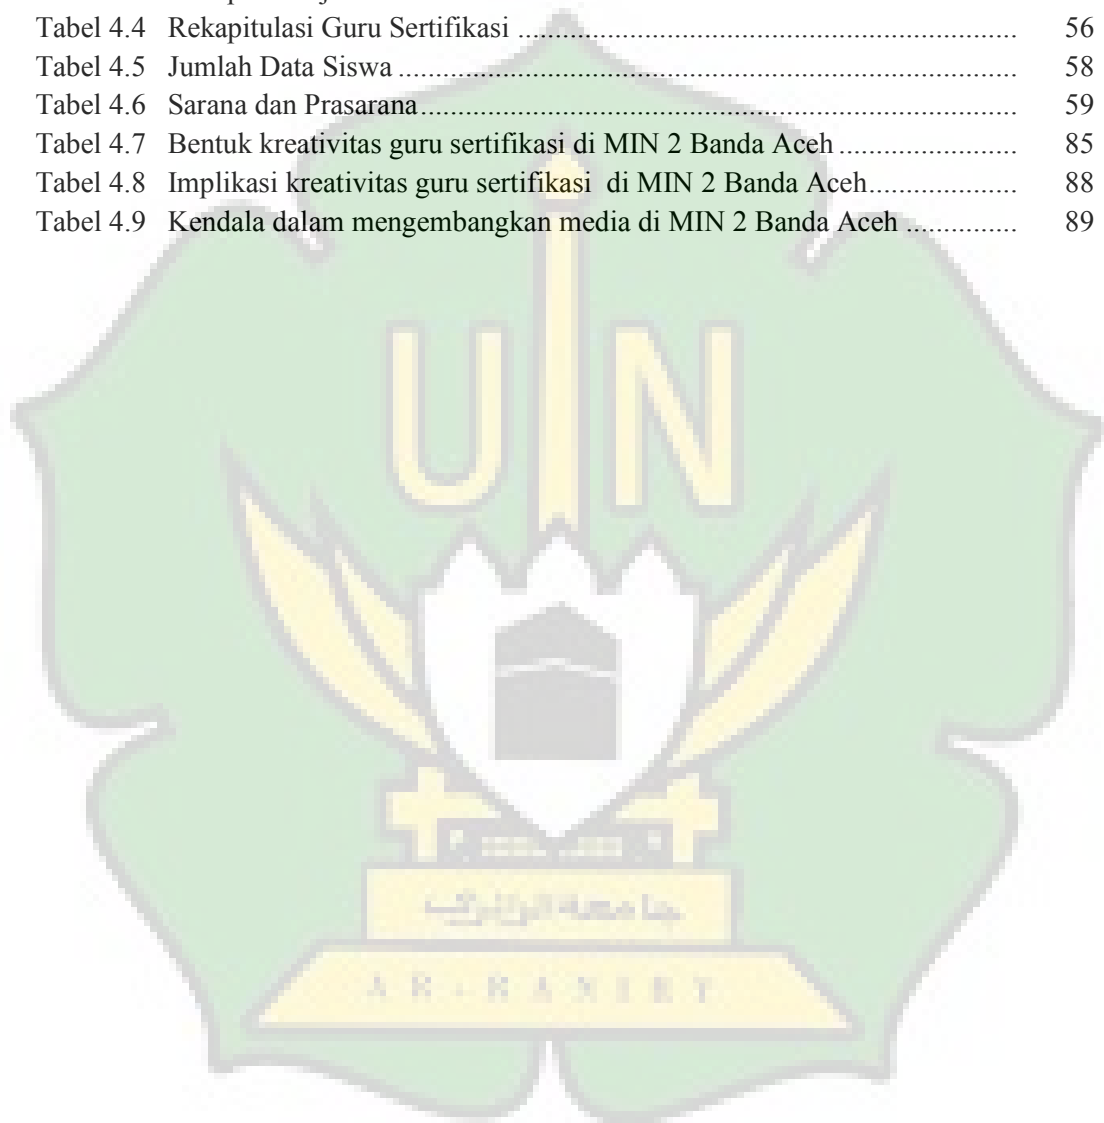 Tabel 4.4 Rekapitulasi Guru Sertifikasi ........................................................................ 56
Tabel 4.5 Jumlah Data Siswa ......................................................................................... 58
Tabel 4.6 Sarana dan Prasarana...................................................................................... 59
Tabel 4.7 Bentuk kreativitas guru sertifikasi di MIN 2 Banda Aceh ....................... 85
Tabel 4.8 Implikasi kreativitas guru sertifikasi di MIN 2 Banda Aceh................... 88
Tabel 4.9 Kendala dalam mengembangkan media di MIN 2 Banda Aceh .............. 89
UIN
جامعة الرانري
AR-RANIRY